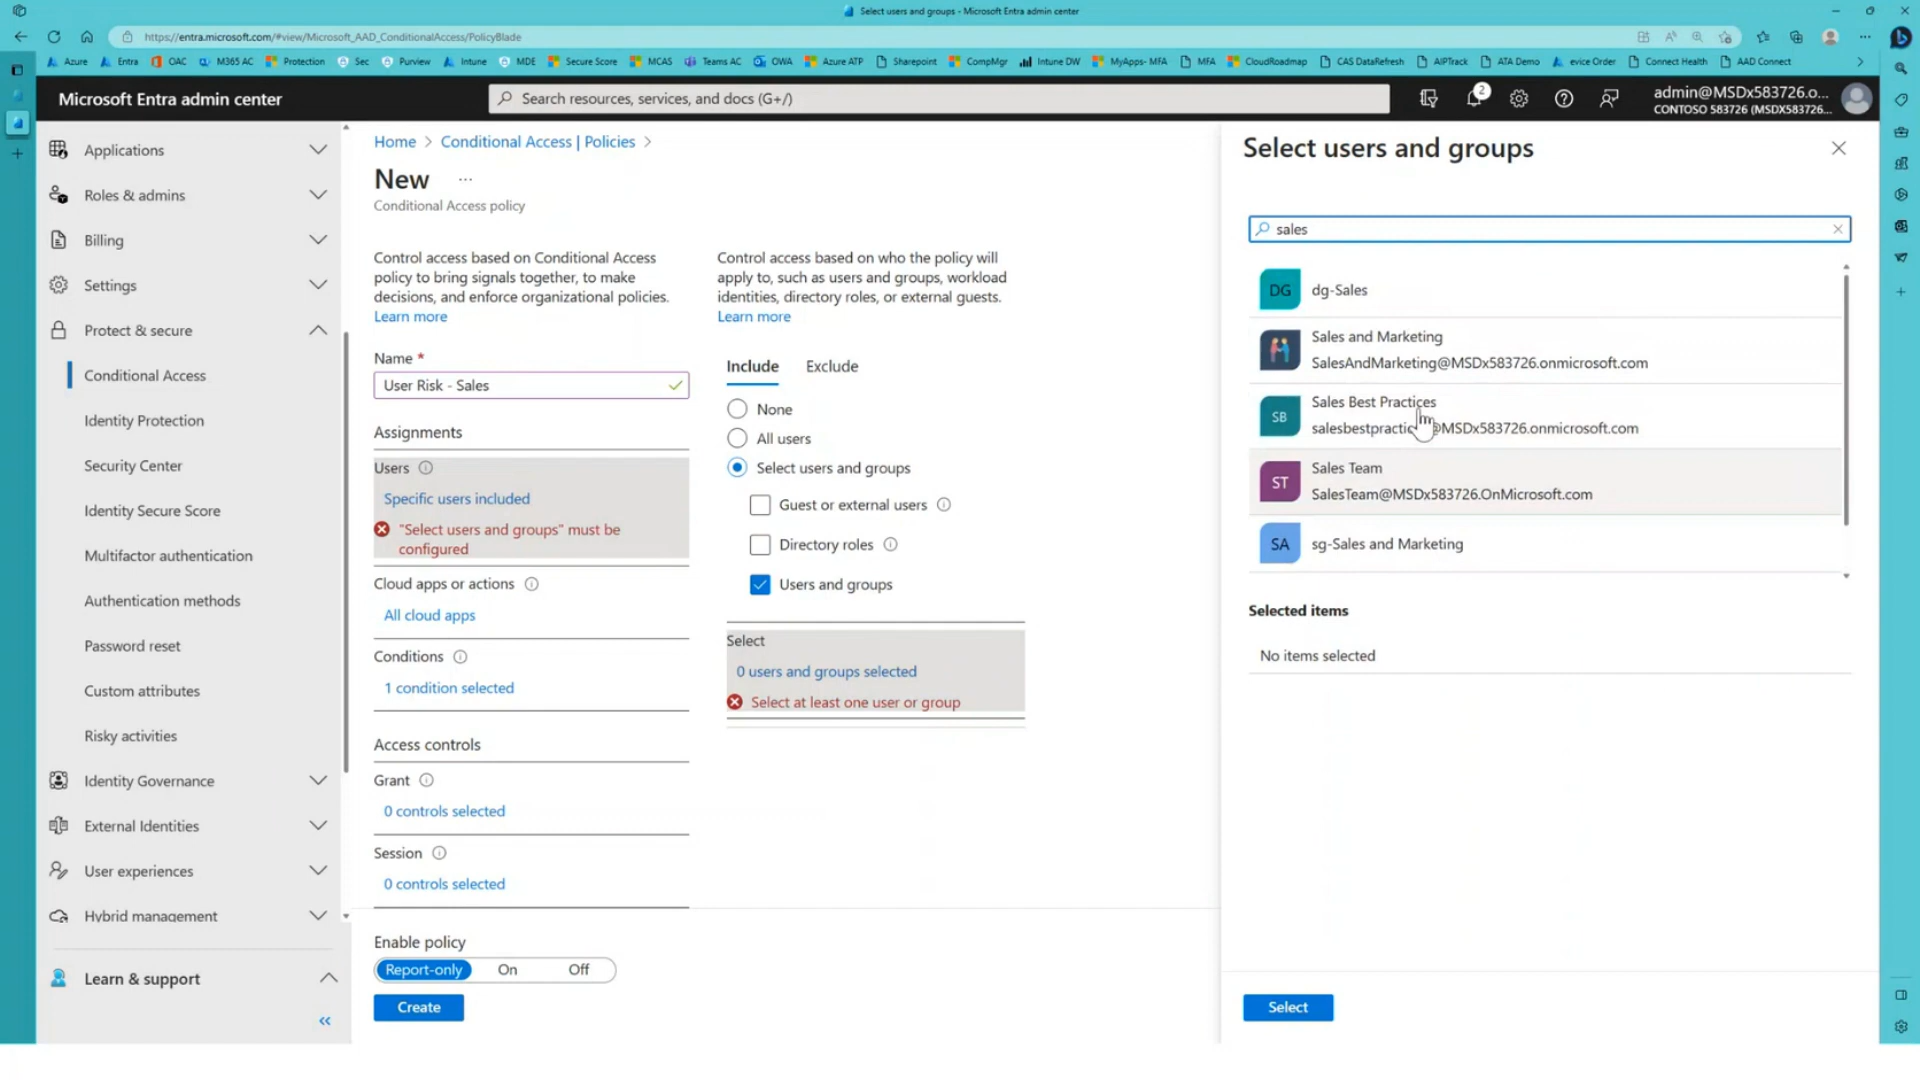 Select users and groups - Microsoft Entra admin center
https://entra.microsoft.com/#view/Microsoft_AAD_ConditionalAccess/PolicyBlade
Azure Entra OAC M365 AC Protection Sec Purview Intune MDE Secure Score MCAS Teams AC OWA Azure ATP Sharepoint CompMgr Intune DW MyApps- MFA MFA CloudRoadmap CAS DataRefresh AIPTrack ATA Demo evice Order Connect Health AAD Connect
Microsoft Entra admin center
Search resources, services, and docs (G+/)
2
admin@MSDx583726.o...
CONTOSO 583726 (MSDX583726...
Applications
Roles & admins
Billing
Settings
Protect & secure
Conditional Access
Identity Protection
Security Center
Identity Secure Score
Multifactor authentication
Authentication methods
Password reset
Custom attributes
Risky activities
Identity Governance
External Identities
User experiences
Hybrid management
Learn & support
Home > Conditional Access | Policies >
New ...
Conditional Access policy
Control access based on Conditional Access
policy to bring signals together, to make
decisions, and enforce organizational policies.
Learn more
Name *
User Risk - Sales
Assignments
Users
Specific users included
"Select users and groups" must be
configured
Cloud apps or actions
All cloud apps
Conditions
1 condition selected
Access controls
Grant
0 controls selected
Session
0 controls selected
Enable policy
Report-only On Off
Create
Control access based on who the policy will
apply to, such as users and groups, workload
identities, directory roles, or external guests.
Learn more
Include Exclude
None
All users
Select users and groups
Guest or external users
Directory roles
Users and groups
Select
0 users and groups selected
Select at least one user or group
Select users and groups
sales
DG dg-Sales
Sales and Marketing
SalesAndMarketing@MSDx583726.onmicrosoft.com
SB Sales Best Practices
salesbestpractic @MSDx583726.onmicrosoft.com
ST Sales Team
SalesTeam@MSDx583726.OnMicrosoft.com
SA sg-Sales and Marketing
Selected items
No items selected
Select